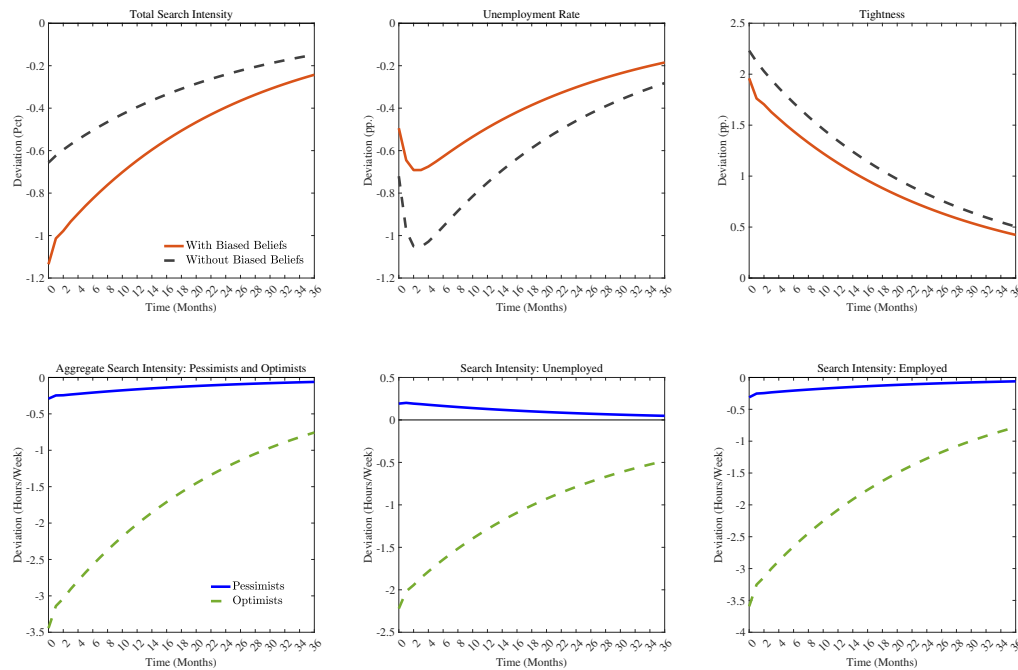 Total Search Intensity
Deviation (Pct)
0
-0.2
-0.4
-0.6
-0.8
-1
-1.2
With Biased Beliefs
Without Biased Beliefs
0 2 4 6 8 10 12 14 16 18 20 22 24 26 28 30 32 34 36
Time (Months)
Unemployment Rate
Deviation (pp.)
0
-0.2
-0.4
-0.6
-0.8
-1
-1.2
0 2 4 6 8 10 12 14 16 18 20 22 24 26 28 30 32 34 36
Time (Months)
Tightness
Deviation (pp.)
2.5
2
1.5
1
0.5
0
0 2 4 6 8 10 12 14 16 18 20 22 24 26 28 30 32 34 36
Time (Months)
Aggregate Search Intensity: Pessimists and Optimists
Deviation (Hours/Week)
0
-0.5
-1
-1.5
-2
-2.5
-3
-3.5
Pessimists
Optimists
0 2 4 6 8 10 12 14 16 18 20 22 24 26 28 30 32 34 36
Time (Months)
Search Intensity: Unemployed
Deviation (Hours/Week)
0.5
0
-0.5
-1
-1.5
-2
-2.5
0 2 4 6 8 10 12 14 16 18 20 22 24 26 28 30 32 34 36
Time (Months)
Search Intensity: Employed
Deviation (Hours/Week)
0
-0.5
-1
-1.5
-2
-2.5
-3
-3.5
-4
0 2 4 6 8 10 12 14 16 18 20 22 24 26 28 30 32 34 36
Time (Months)